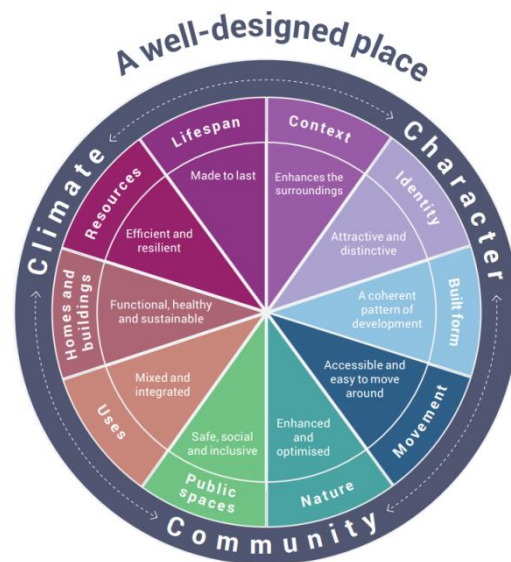 A well-designed place
Climate
Character
Community
Context
Enhances the
surroundings
Identity
Attractive and
distinctive
Built form
A coherent
pattern of
development
Movement
Accessible and
easy to move
around
Nature
Enhanced
and
optimised
Public
spaces
Safe, social
and inclusive
Uses
Mixed and
integrated
Homes and
buildings
Functional, healthy
and sustainable
Resources
Efficient and
resilient
Lifespan
Made to last